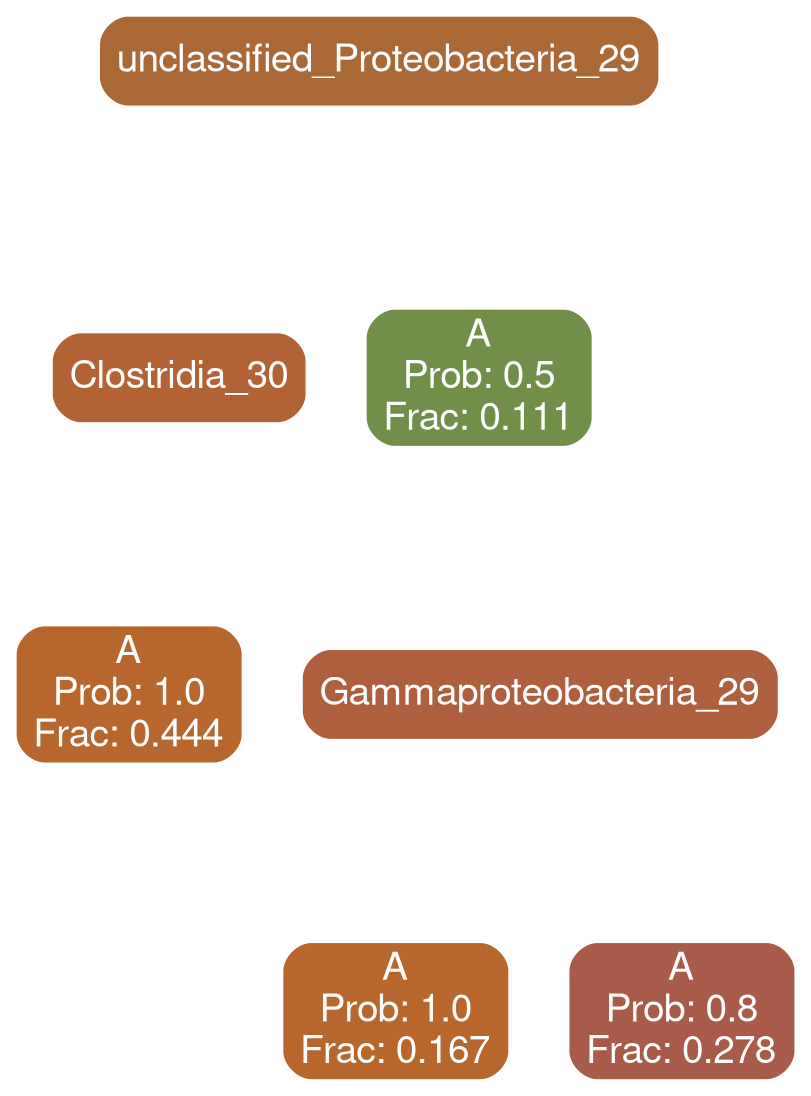 unclassified_Proteobacteria_29
Clostridia_30
A
Prob: 0.5
Frac: 0.111
A
Prob: 1.0
Frac: 0.444
Gammaproteobacteria_29
A
Prob: 1.0
Frac: 0.167
A
Prob: 0.8
Frac: 0.278